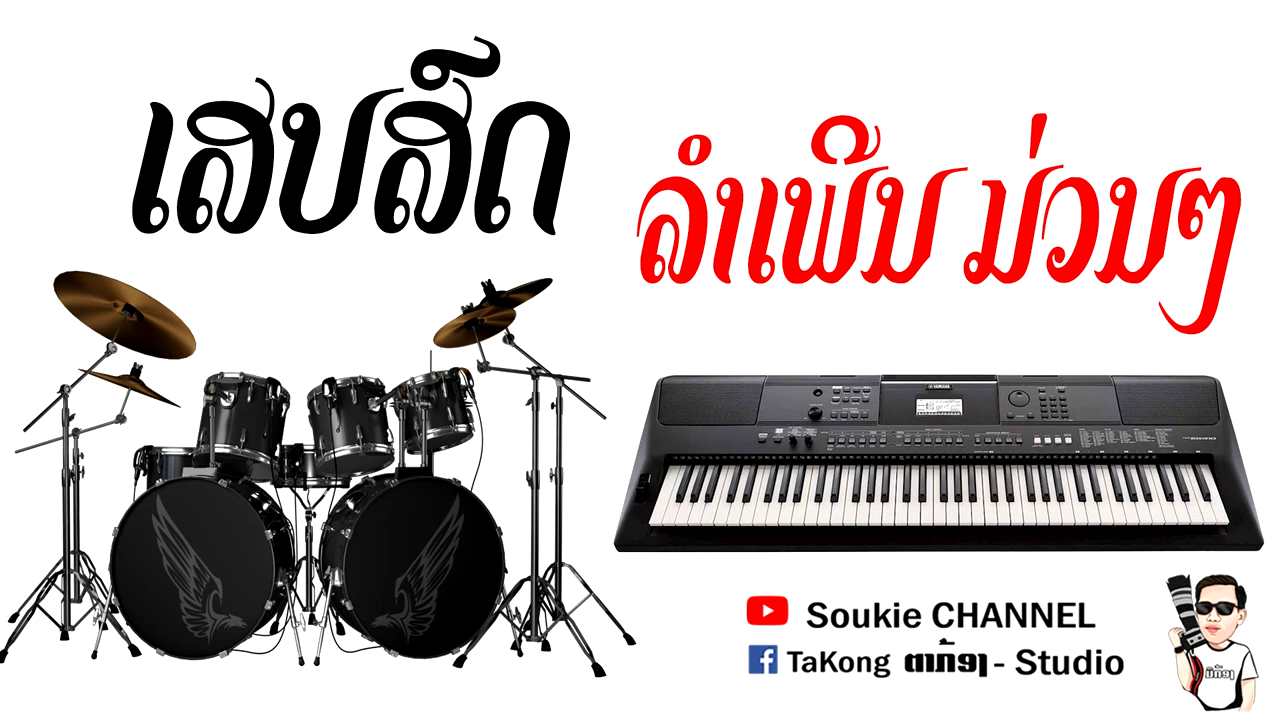 ເສບສົ໌ດ
ລຳເພີນ ມ່ວນໆ
YAMAHA
Soukie CHANNEL
TaKong ຕາກ້ອງ - Studio